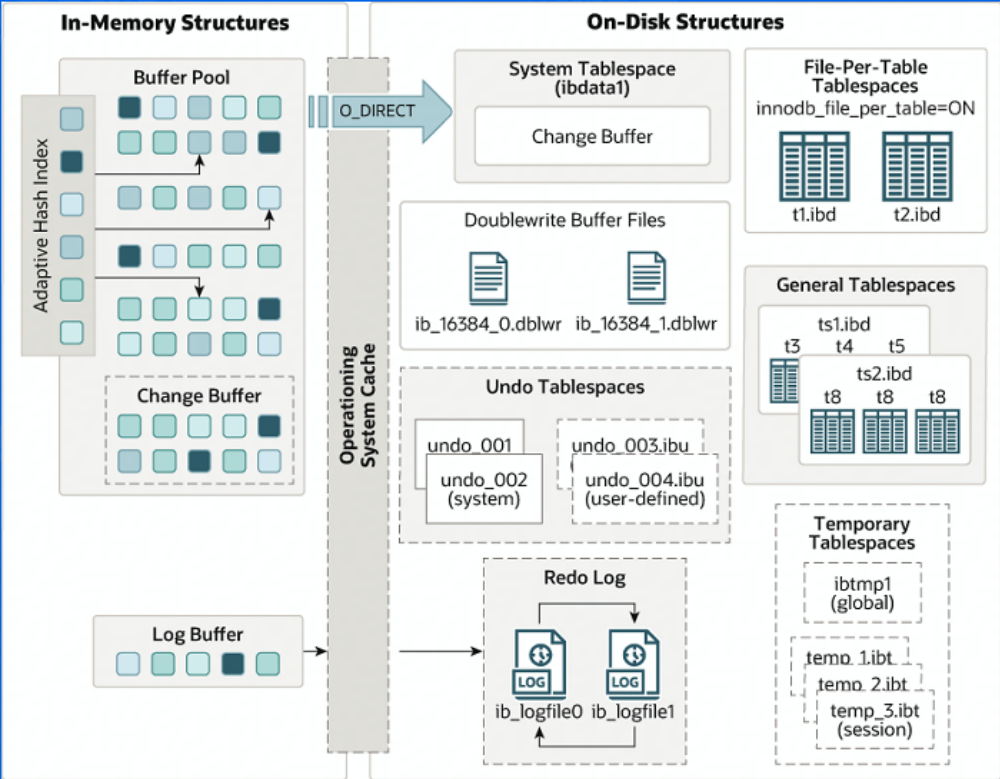 In-Memory Structures
On-Disk Structures
Buffer Pool
Adaptive Hash Index
Change Buffer
Log Buffer
O_DIRECT
Operationing
System Cache
System Tablespace
(ibdata1)
Change Buffer
File-Per-Table
Tablespaces
innodb_file_per_table=ON
t1.ibd
t2.ibd
Doublewrite Buffer Files
ib_16384_0.dblwr
ib_16384_1.dblwr
General Tablespaces
ts1.ibd
t3 t4 t5
ts2.ibd
t8 t8 t8
Undo Tablespaces
undo_001
undo_002
(system)
undo_003.ibu
undo_004.ibu
(user-defined)
Redo Log
LOG
LOG
ib_logfile0 ib_logfile1
Temporary
Tablespaces
ibtmp1
(global)
temp_1.ibt
temp_2.ibt
temp_3.ibt
(session)